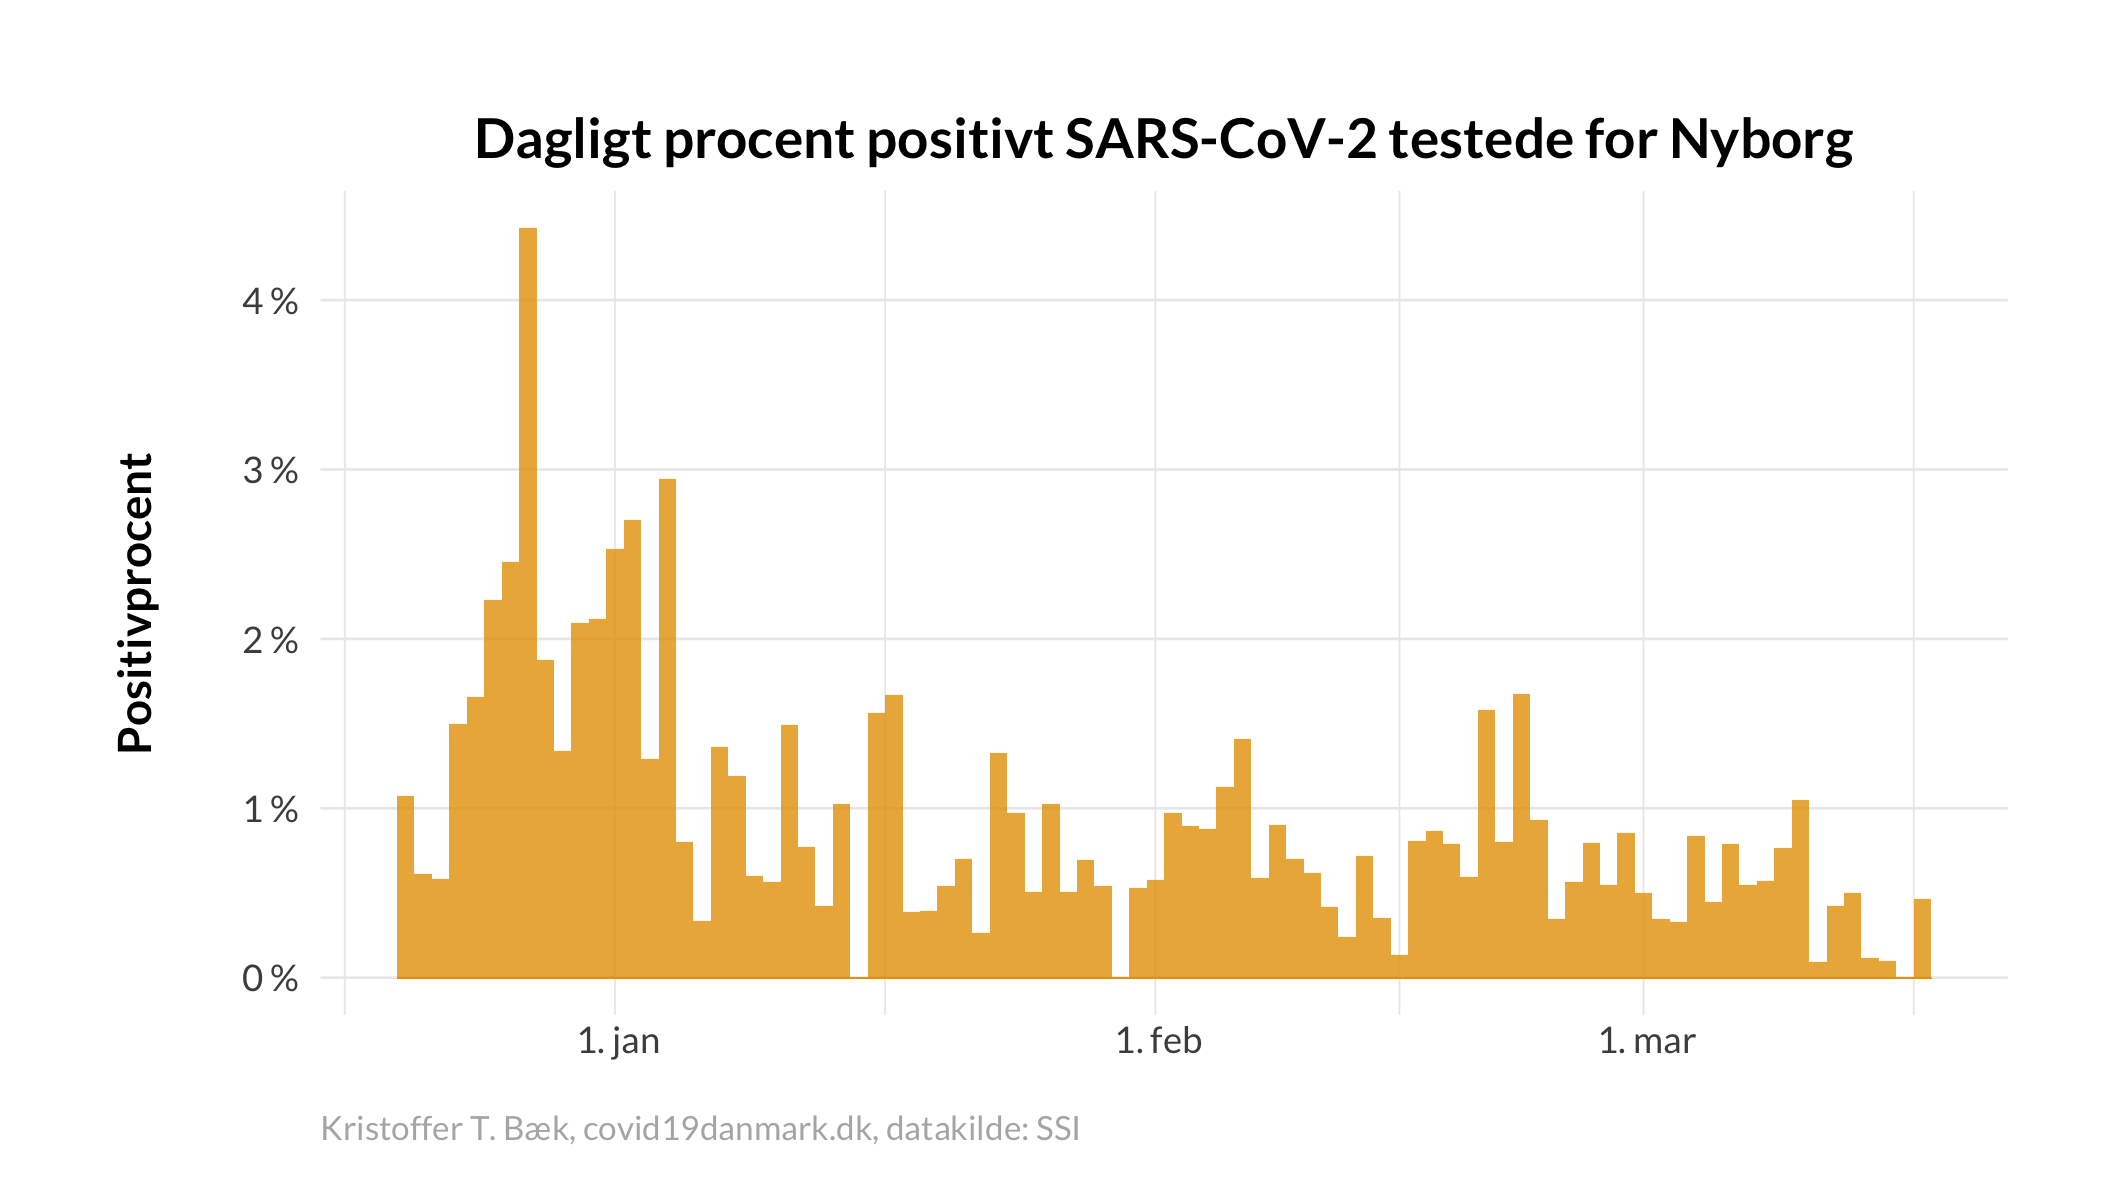 Dagligt procent positivt SARS-CoV-2 testede for Nyborg
Positivprocent
4 %
3 %
2 %
1 %
0 %
1. jan
1. feb
1. mar
Kristoffer T. Bæk, covid19danmark.dk, datakilde: SSI